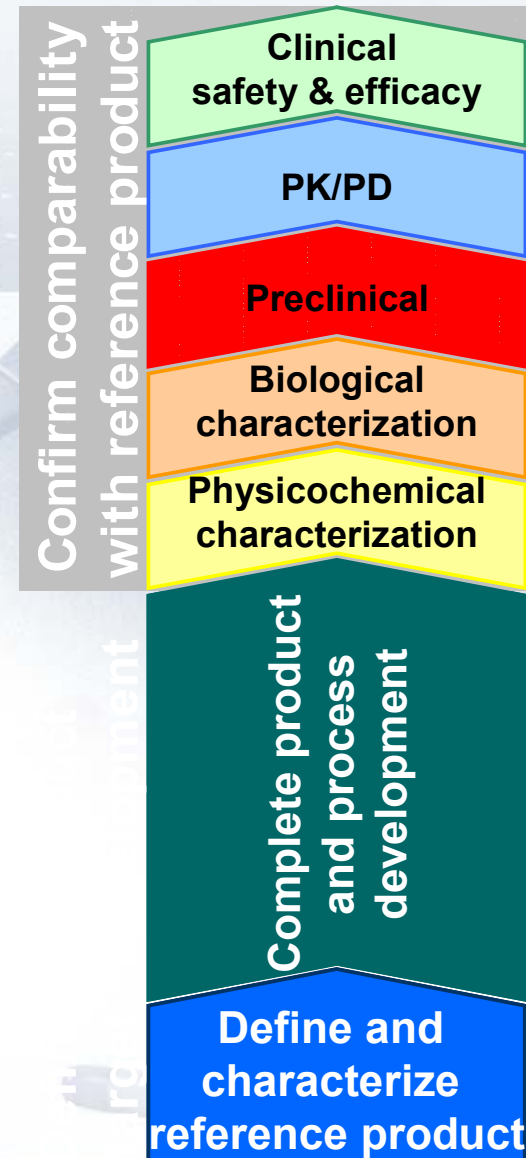 Confirm comparability
with reference product
Clinical
safety & efficacy
PK/PD
Preclinical
Biological
characterization
Physicochemical
characterization
Complete product
and process
development
Define and
characterize
reference product